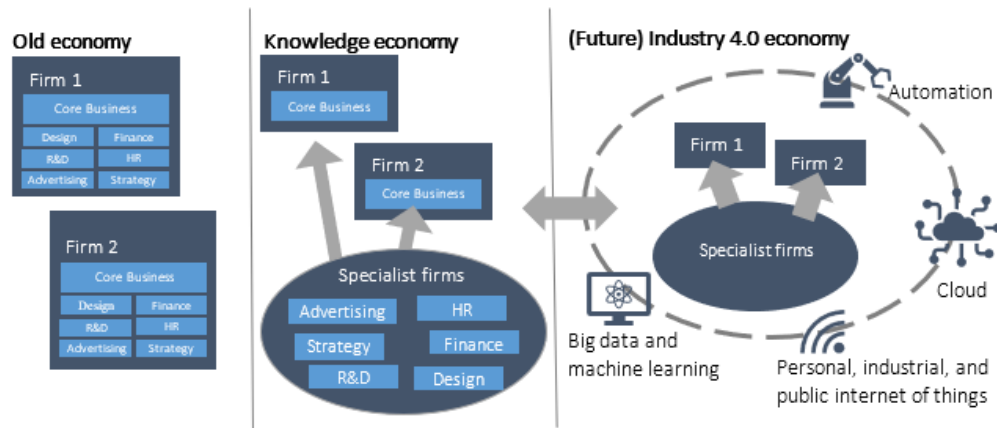 Old economy
Firm 1
Core Business
Design
Finance
R&D
HR
Advertising
Strategy
Firm 2
Core Business
Design
Finance
R&D
HR
Advertising
Strategy
Knowledge economy
Firm 1
Core Business
Firm 2
Core Business
Specialist firms
Advertising
HR
Strategy
Finance
R&D
Design
(Future) Industry 4.0 economy
Automation
Firm 1
Firm 2
Specialist firms
Cloud
Big data and
machine learning
Personal, industrial, and
public internet of things